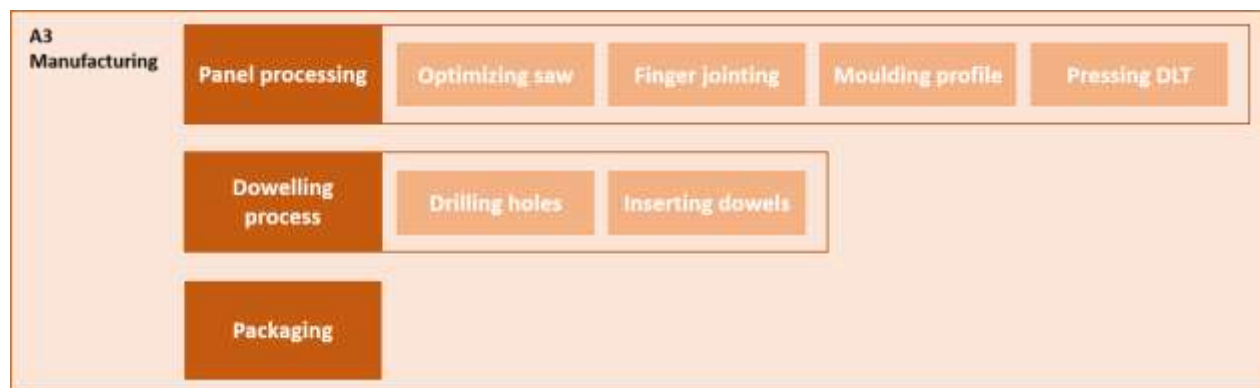 A3
Manufacturing
Panel processing
Optimizing saw
Finger jointing
Moulding profile
Pressing DLT
Dowelling
process
Drilling holes
Inserting dowels
Packaging